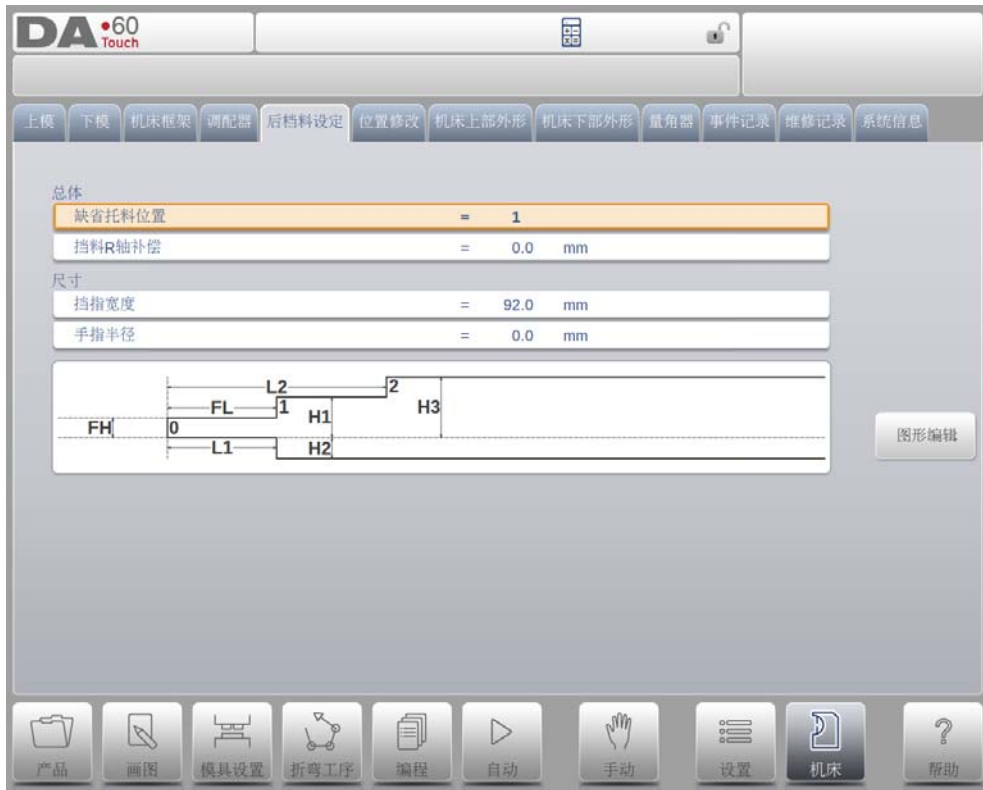 DA•60
Touch
上模 下模 机床框架 调配器 后档料设定 位置修改 机床上部外形 机床下部外形 量角器 事件记录 维修记录 系统信息
总体
缺省托料位置 = 1
挡料R轴补偿 = 0.0 mm
尺寸
挡指宽度 = 92.0 mm
手指半径 = 0.0 mm
L2 2
FL 1 H1 H3
FH 0
L1 H2
图形编辑
产品 画图 模具设置 折弯工序 编程 自动 手动 设置 机床 帮助